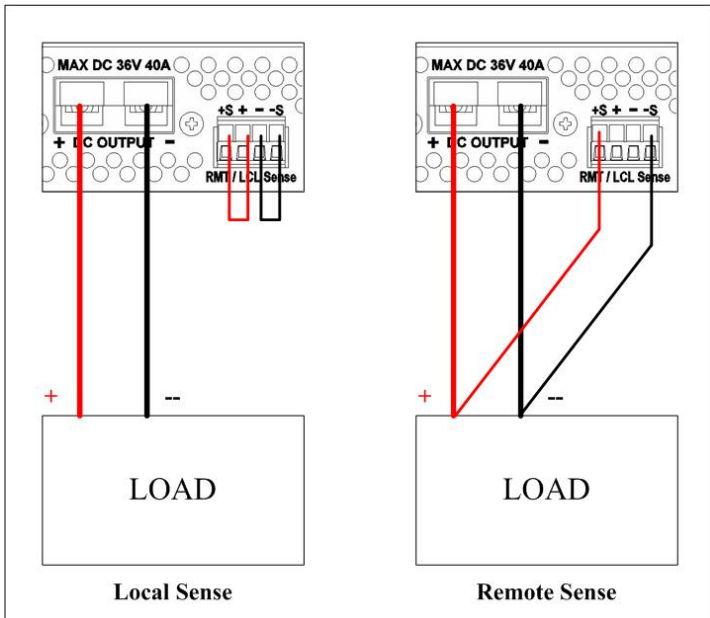 MAX DC 36V 40A
+S + - -S
+ DC OUTPUT -
RMT / LCL Sense
+ --
LOAD
Local Sense
MAX DC 36V 40A
+S + - -S
+ DC OUTPUT -
RMT / LCL Sense
+ --
LOAD
Remote Sense